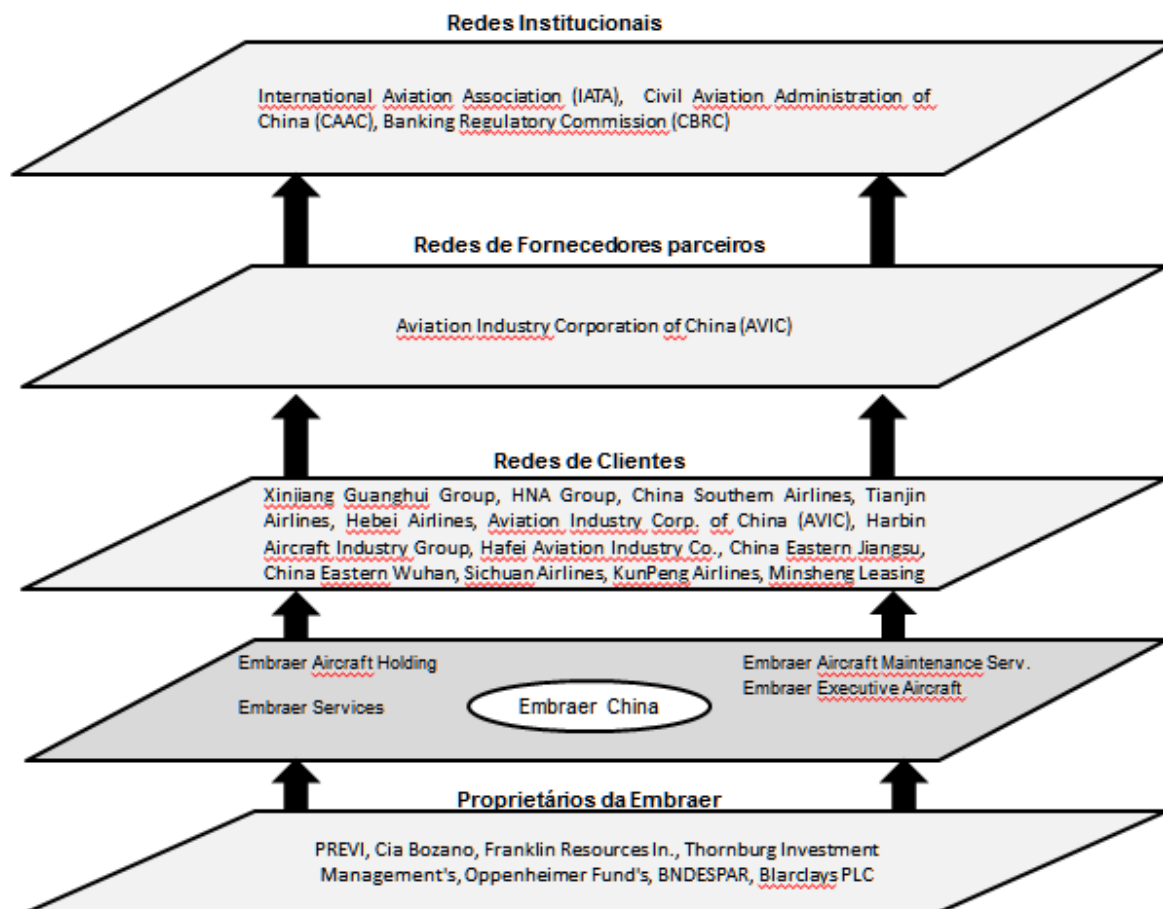 Redes Institucionais
International Aviation Association (IATA), Civil Aviation Administration of
China (CAAC), Banking Regulatory Commission (CBRC)
Redes de Fornecedores parceiros
Aviation Industry Corporation of China (AVIC)
Redes de Clientes
Xinjiang Guanghui Group, HNA Group, China Southern Airlines, Tianjin
Airlines, Hebei Airlines, Aviation Industry Corp. of China (AVIC), Harbin
Aircraft Industry Group, Hafei Aviation Industry Co., China Eastern Jiangsu,
China Eastern Wuhan, Sichuan Airlines, KunPeng Airlines, Minsheng Leasing
Embraer Aircraft Holding
Embraer Services
Embraer China
Embraer Aircraft Maintenance Serv.
Embraer Executive Aircraft
Proprietários da Embraer
PREVI, Cia Bozano, Franklin Resources In., Thornburg Investment
Management's, Oppenheimer Fund's, BNDESPAR, Blarclays PLC